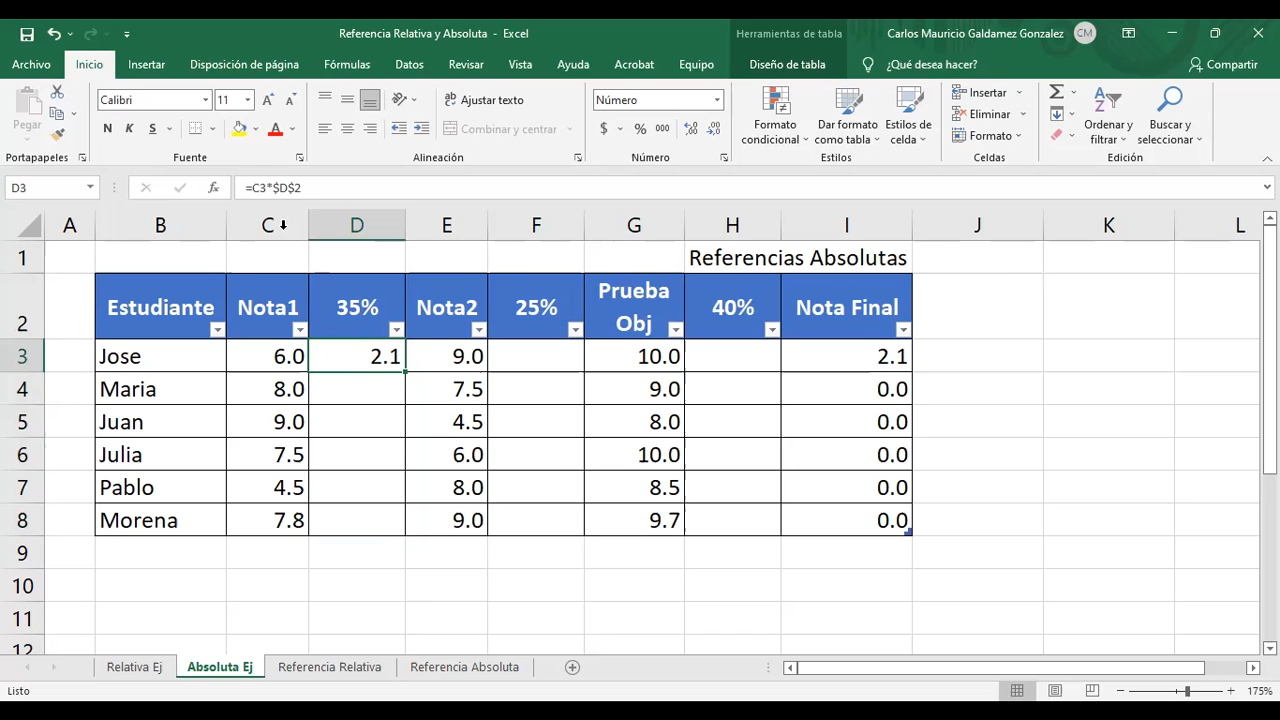 Referencia Relativa y Absoluta - Excel
Herramientas de tabla
Carlos Mauricio Galdamez Gonzalez CM
Archivo Inicio Insertar Disposición de página Fórmulas Datos Revisar Vista Ayuda Acrobat Equipo Diseño de tabla ¿Qué desea hacer? Compartir
Pegar
Calibri 11
N K S
Ajustar texto
Combinar y centrar
Número
$ % 000
Formato condicional
Dar formato como tabla
Estilos de celda
Insertar
Eliminar
Formato
Ordenar y filtrar
Buscar y seleccionar
Portapapeles Fuente Alineación Número Estilos Celdas Edición
D3 fx =C3*$D$2
A B C D E F G H I J K L
1 Referencias Absolutas
2 Estudiante Nota1 35% Nota2 25% Prueba Obj 40% Nota Final
3 Jose 6.0 2.1 9.0 10.0 2.1
4 Maria 8.0 7.5 9.0 0.0
5 Juan 9.0 4.5 8.0 0.0
6 Julia 7.5 6.0 10.0 0.0
7 Pablo 4.5 8.0 8.5 0.0
8 Morena 7.8 9.0 9.7 0.0
9
10
11
12
Relativa Ej Absoluta Ej Referencia Relativa Referencia Absoluta
Listo 175%